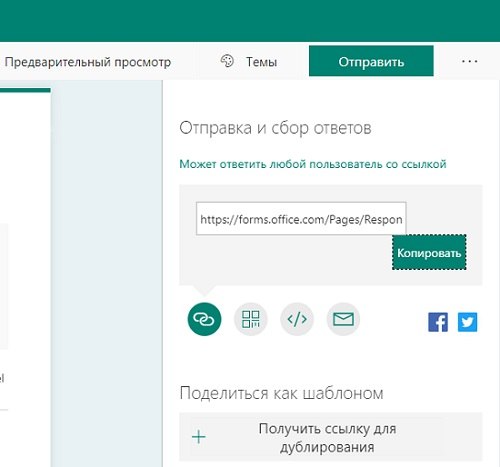 Предварительный просмотр
Темы
Отправить
...
Отправка и сбор ответов
Может ответить любой пользователь со ссылкой
https://forms.office.com/Pages/Respon
Копировать
</>
Поделиться как шаблоном
+ Получить ссылку для
дублирования